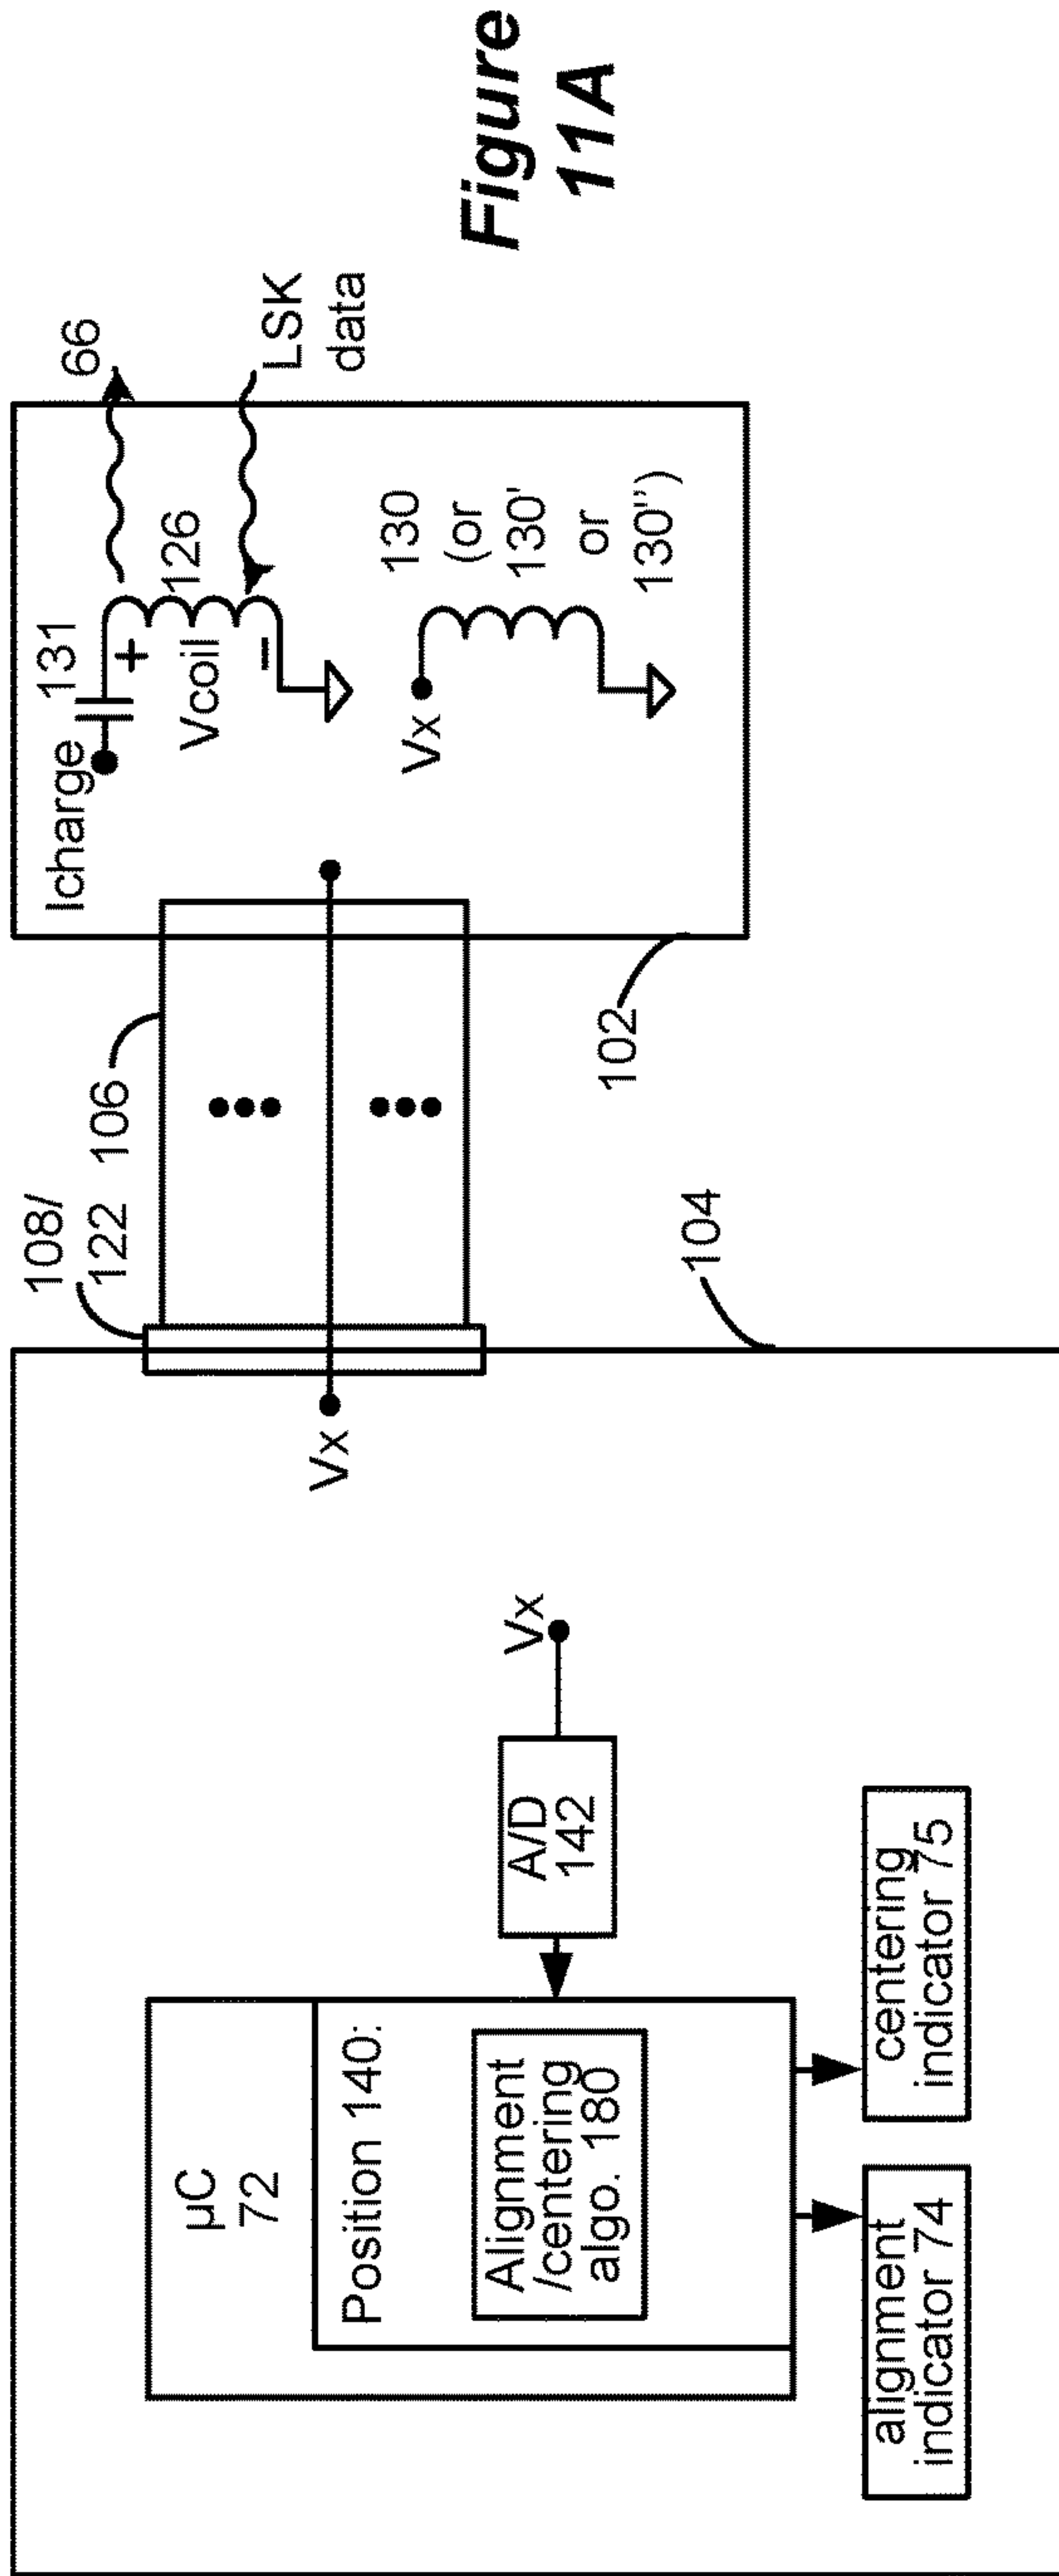 µC
72
Position 140:
Alignment
/centering
algo. 180
A/D
142
Vx
alignment
indicator 74
centering
indicator 75
104
Vx
108/
122
106
102
Icharge
131
+
Vcoil
–
126
66
LSK
data
Vx
130
(or
130'
or
130")
Figure
11A